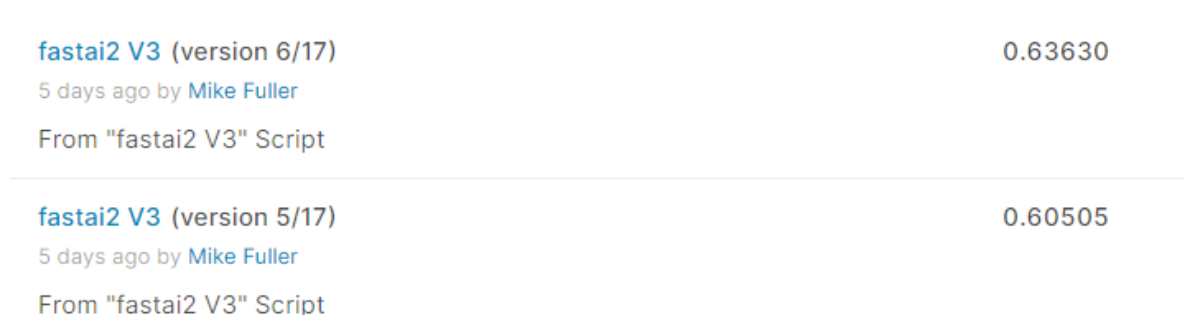 fastai2 V3 (version 6/17) 0.63630
5 days ago by Mike Fuller
From "fastai2 V3" Script
fastai2 V3 (version 5/17) 0.60505
5 days ago by Mike Fuller
From "fastai2 V3" Script